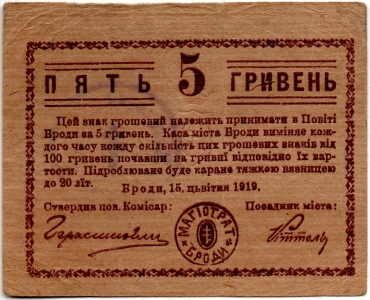 ПЯТЬ 5 ГРИВЕНЬ
Цей знак грошевий належить принимати в Повіті
Броди за 5 гривень. Каса міста Броди виміняє кож-
дого часу кожду скількість цих грошевих знаків від
100 гривень почавши на гривні відповідно їх вар-
тости. Підроблюване буде каране тяжкою вязницею
до 20 літ.
Броди, 15. цьвітня 1919.
Ствердив пов. Комісар:
Посадник міста:
МАГІСТРАТ
БРОДИ